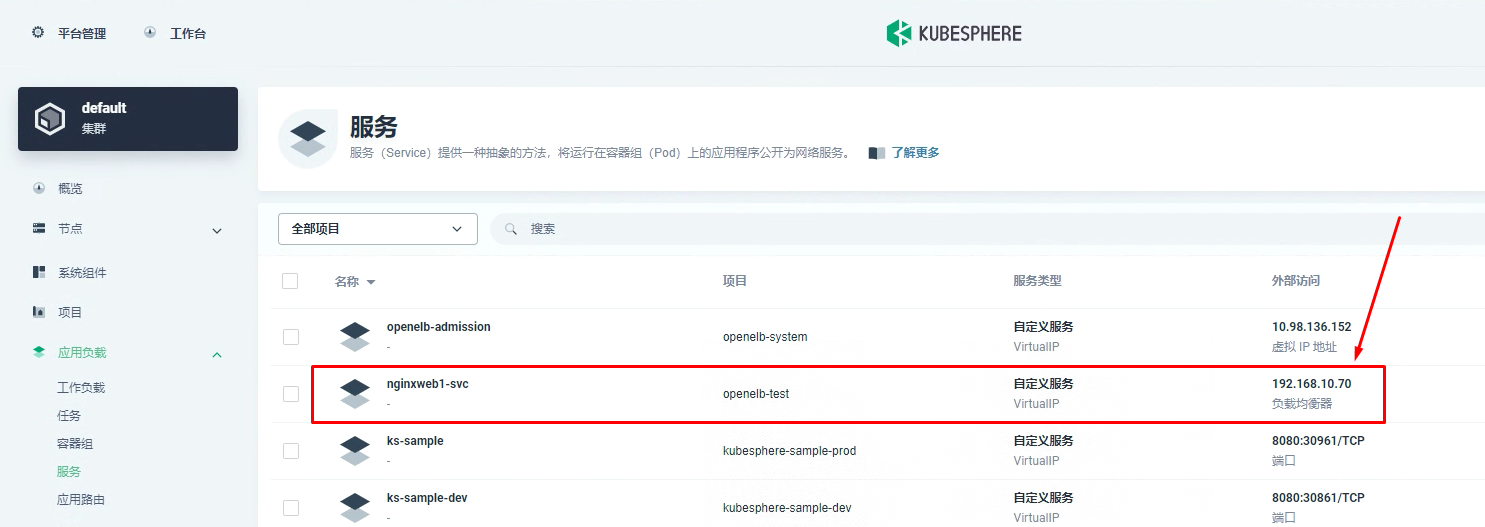 平台管理 工作台 KUBESPHERE
default
集群
概览
节点
系统组件
项目
应用负载
工作负载
任务
容器组
服务
应用路由
服务
服务（Service）提供一种抽象的方法，将运行在容器组（Pod）上的应用程序公开为网络服务。 了解更多
全部项目 搜索
名称 项目 服务类型 外部访问
openelb-admission openelb-system 自定义服务 10.98.136.152
- VirtualIP 虚拟 IP 地址
nginxweb1-svc openelb-test 自定义服务 192.168.10.70
- VirtualIP 负载均衡器
ks-sample kubesphere-sample-prod 自定义服务 8080:30961/TCP
- VirtualIP 端口
ks-sample-dev kubesphere-sample-dev 自定义服务 8080:30861/TCP
- VirtualIP 端口